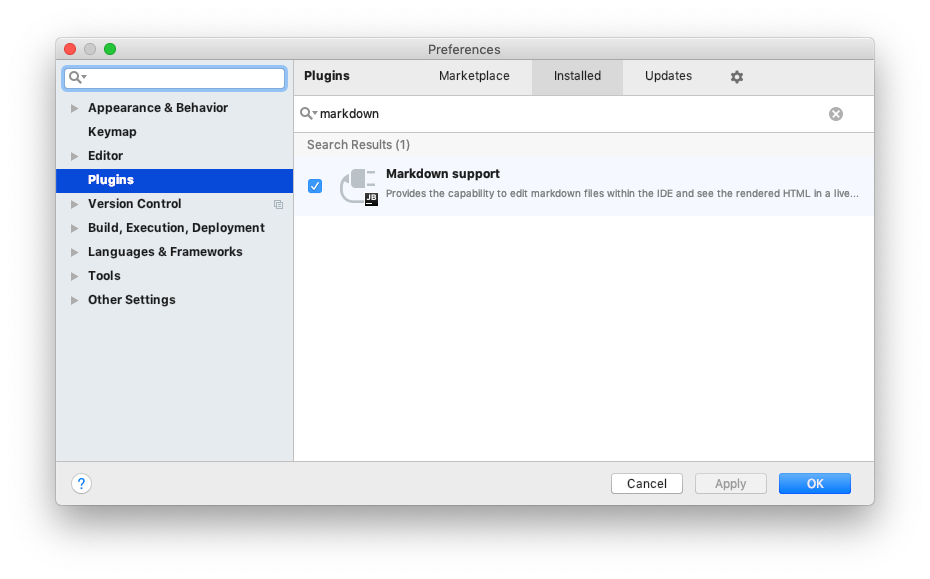 Preferences
Plugins Marketplace Installed Updates
markdown
Search Results (1)
Appearance & Behavior
Keymap
Editor
Plugins
Version Control
Build, Execution, Deployment
Languages & Frameworks
Tools
Other Settings
Markdown support
Provides the capability to edit markdown files within the IDE and see the rendered HTML in a live...
JB
? Cancel Apply OK